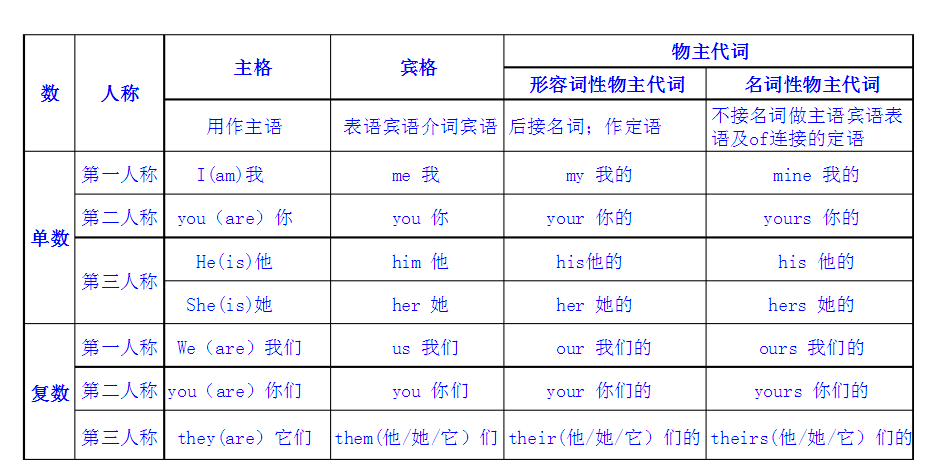 数 人称 主格 宾格 物主代词
形容词性物主代词 名词性物主代词
用作主语 表语宾语介词宾语 后接名词；作定语 不接名词做主语宾语表
语及of连接的定语
单数 第一人称 I(am)我 me 我 my 我的 mine 我的
第二人称 you（are）你 you 你 your 你的 yours 你的
第三人称 He(is)他 him 他 his他的 his 他的
She(is)她 her 她 her 她的 hers 她的
复数 第一人称 We（are）我们 us 我们 our 我们的 ours 我们的
第二人称 you（are）你们 you 你们 your 你们的 yours 你们的
第三人称 they(are）它们 them(他/她/它）们 their(他/她/它）们的 theirs(他/她/它）们的